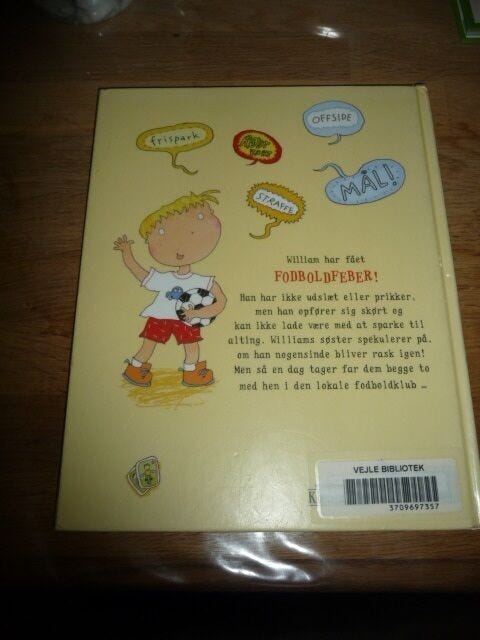 frispark
OFFSIDE
MÅL!
STRAFFE
William har fået
FODBOLDFEBER!
Han har ikke udslæt eller prikker,
men han opfører sig skørt og
kan ikke lade være med at sparke til
alting. Williams søster spekulerer på,
om han nogensinde bliver rask igen!
Men så en dag tager far dem begge to
med hen i den lokale fodboldklub …
VEJLE BIBLIOTEK
3709697357